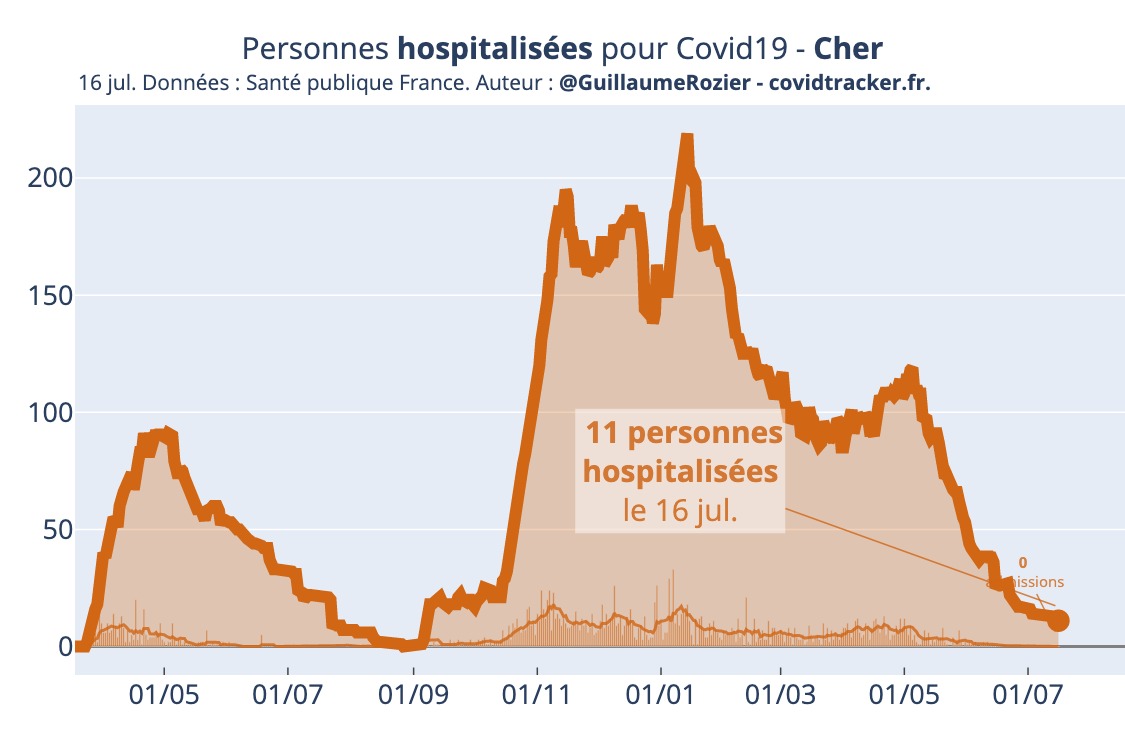 Personnes hospitalisées pour Covid19 - Cher
16 jul. Données : Santé publique France. Auteur : @GuillaumeRozier - covidtracker.fr.
200
150
100
50
0
11 personnes
hospitalisées
le 16 jul.
0
admissions
01/05 01/07 01/09 01/11 01/01 01/03 01/05 01/07